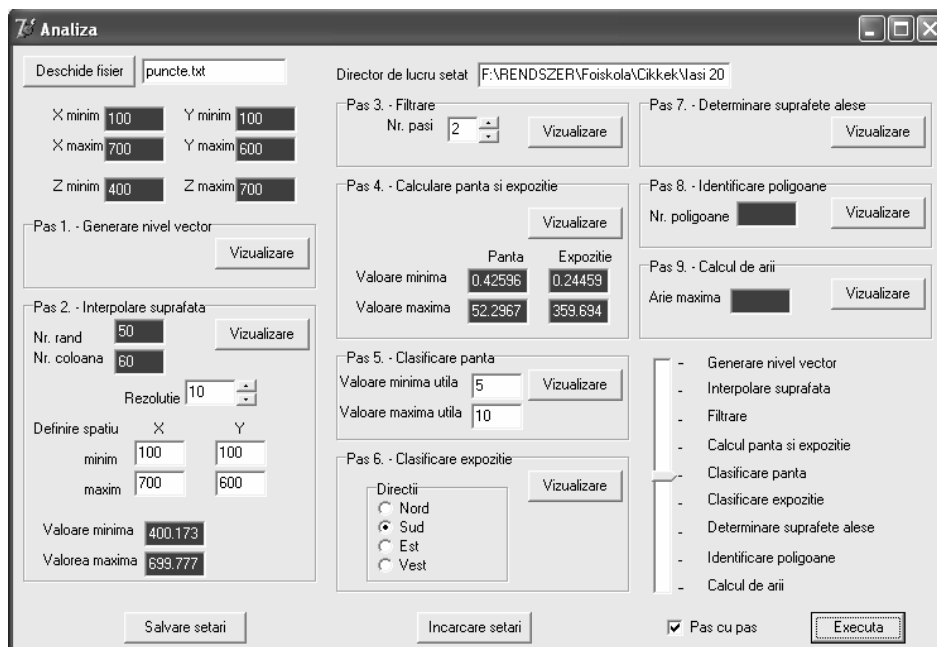 Analiza
Deschide fisier puncte.txt
Director de lucru setat F:\RENDSZER\Foiskola\Cikkek\Iasi 20
X minim 100 Y minim 100
X maxim 700 Y maxim 600
Z minim 400 Z maxim 700
Pas 1. - Generare nivel vector
Vizualizare
Pas 2. - Interpolare suprafata
Nr. rand 50
Vizualizare
Nr. coloana 60
Rezolutie 10
Definire spatiu X Y
minim 100 100
maxim 700 600
Valoare minima 400.173
Valorea maxima 699.777
Pas 3. - Filtrare
Nr. pasi 2 Vizualizare
Pas 4. - Calculare panta si expozitie
Vizualizare
Panta Expozitie
Valoare minima 0.42596 0.24459
Valoare maxima 52.2967 359.694
Pas 5. - Clasificare panta
Valoare minima utila 5 Vizualizare
Valoare maxima utila 10
Pas 6. - Clasificare expozitie
Vizualizare
Directii
Nord
Sud
Est
Vest
Pas 7. - Determinare suprafete alese
Vizualizare
Pas 8. - Identificare poligoane
Nr. poligoane Vizualizare
Pas 9. - Calcul de arii
Arie maxima Vizualizare
Generare nivel vector
Interpolare suprafata
Filtrare
Calcul panta si expozitie
Clasificare panta
Clasificare expozitie
Determinare suprafete alese
Identificare poligoane
Calcul de arii
Salvare setari Incarcare setari Pas cu pas Executa